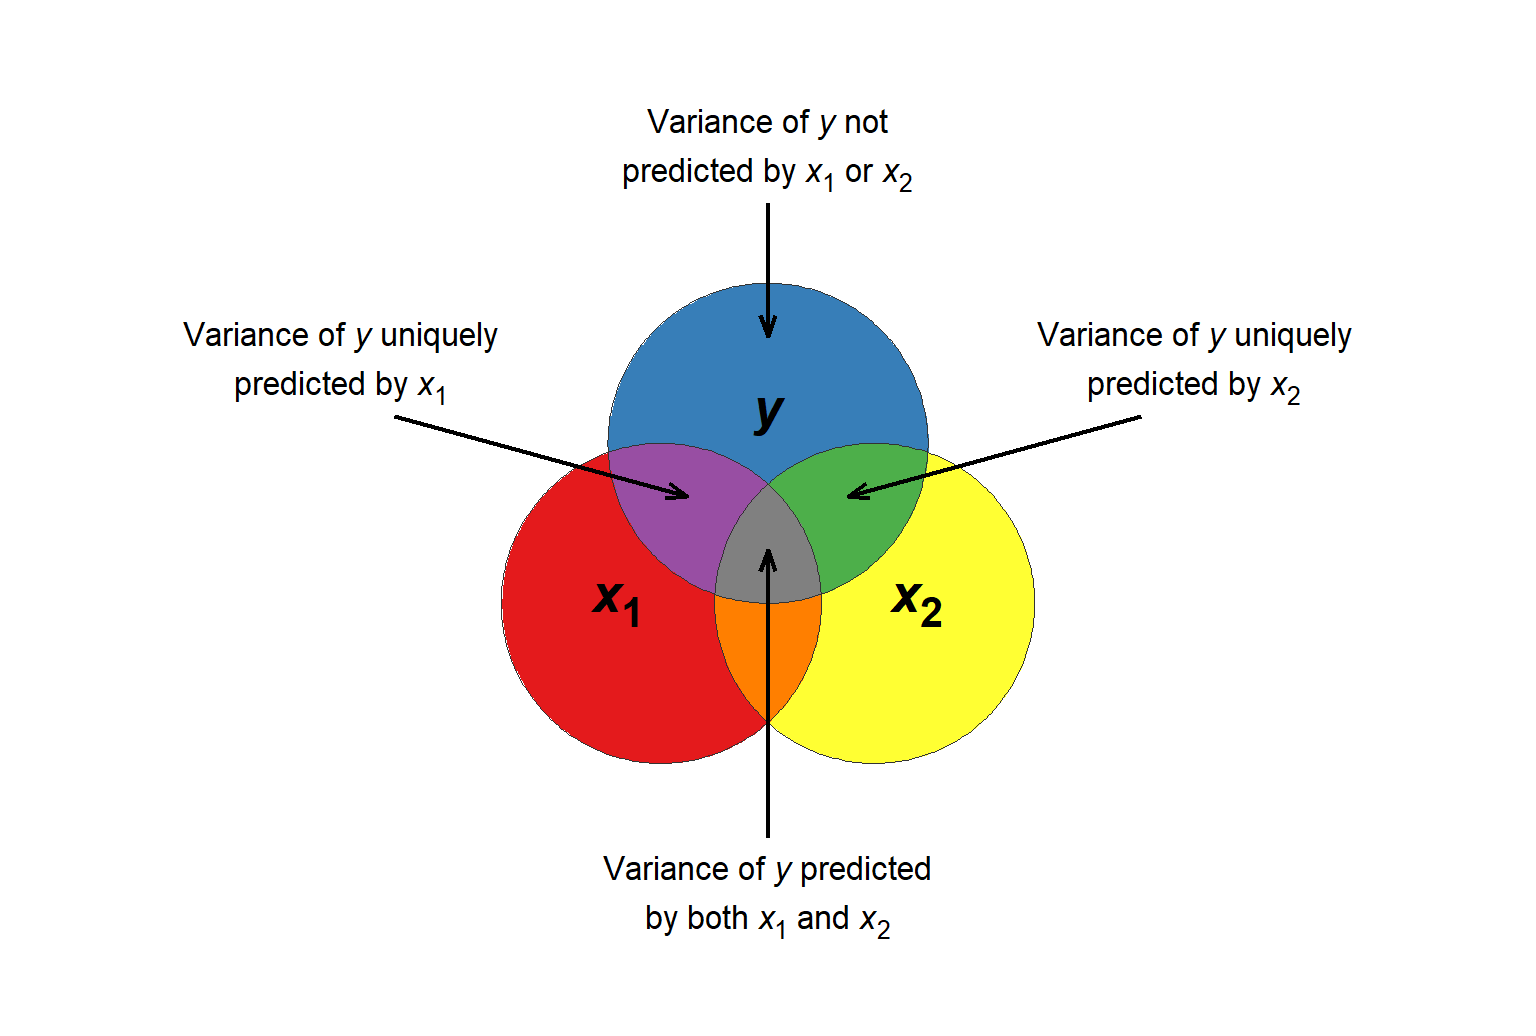 Variance of y not
predicted by x₁ or x₂
Variance of y uniquely
predicted by x₁
Variance of y uniquely
predicted by x₂
y
x₁
x₂
Variance of y predicted
by both x₁ and x₂